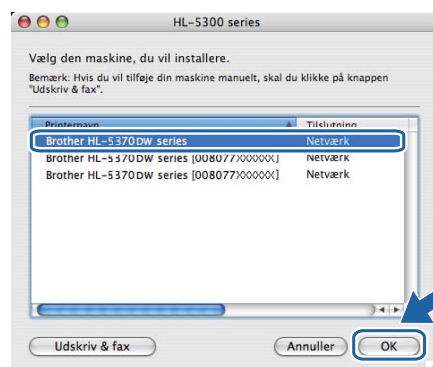 HL-5300 series
Vælg den maskine, du vil installere.
Bemærk: Hvis du vil tilføje din maskine manuelt, skal du klikke på knappen
"Udskriv & fax".
Printernavn Tilslutning
Brother HL-5370DW series Netværk
Brother HL-5370DW series [008077XXXXXX] Netværk
Brother HL-5370DW series [008077XXXXXX] Netværk
Udskriv & fax Annuller OK